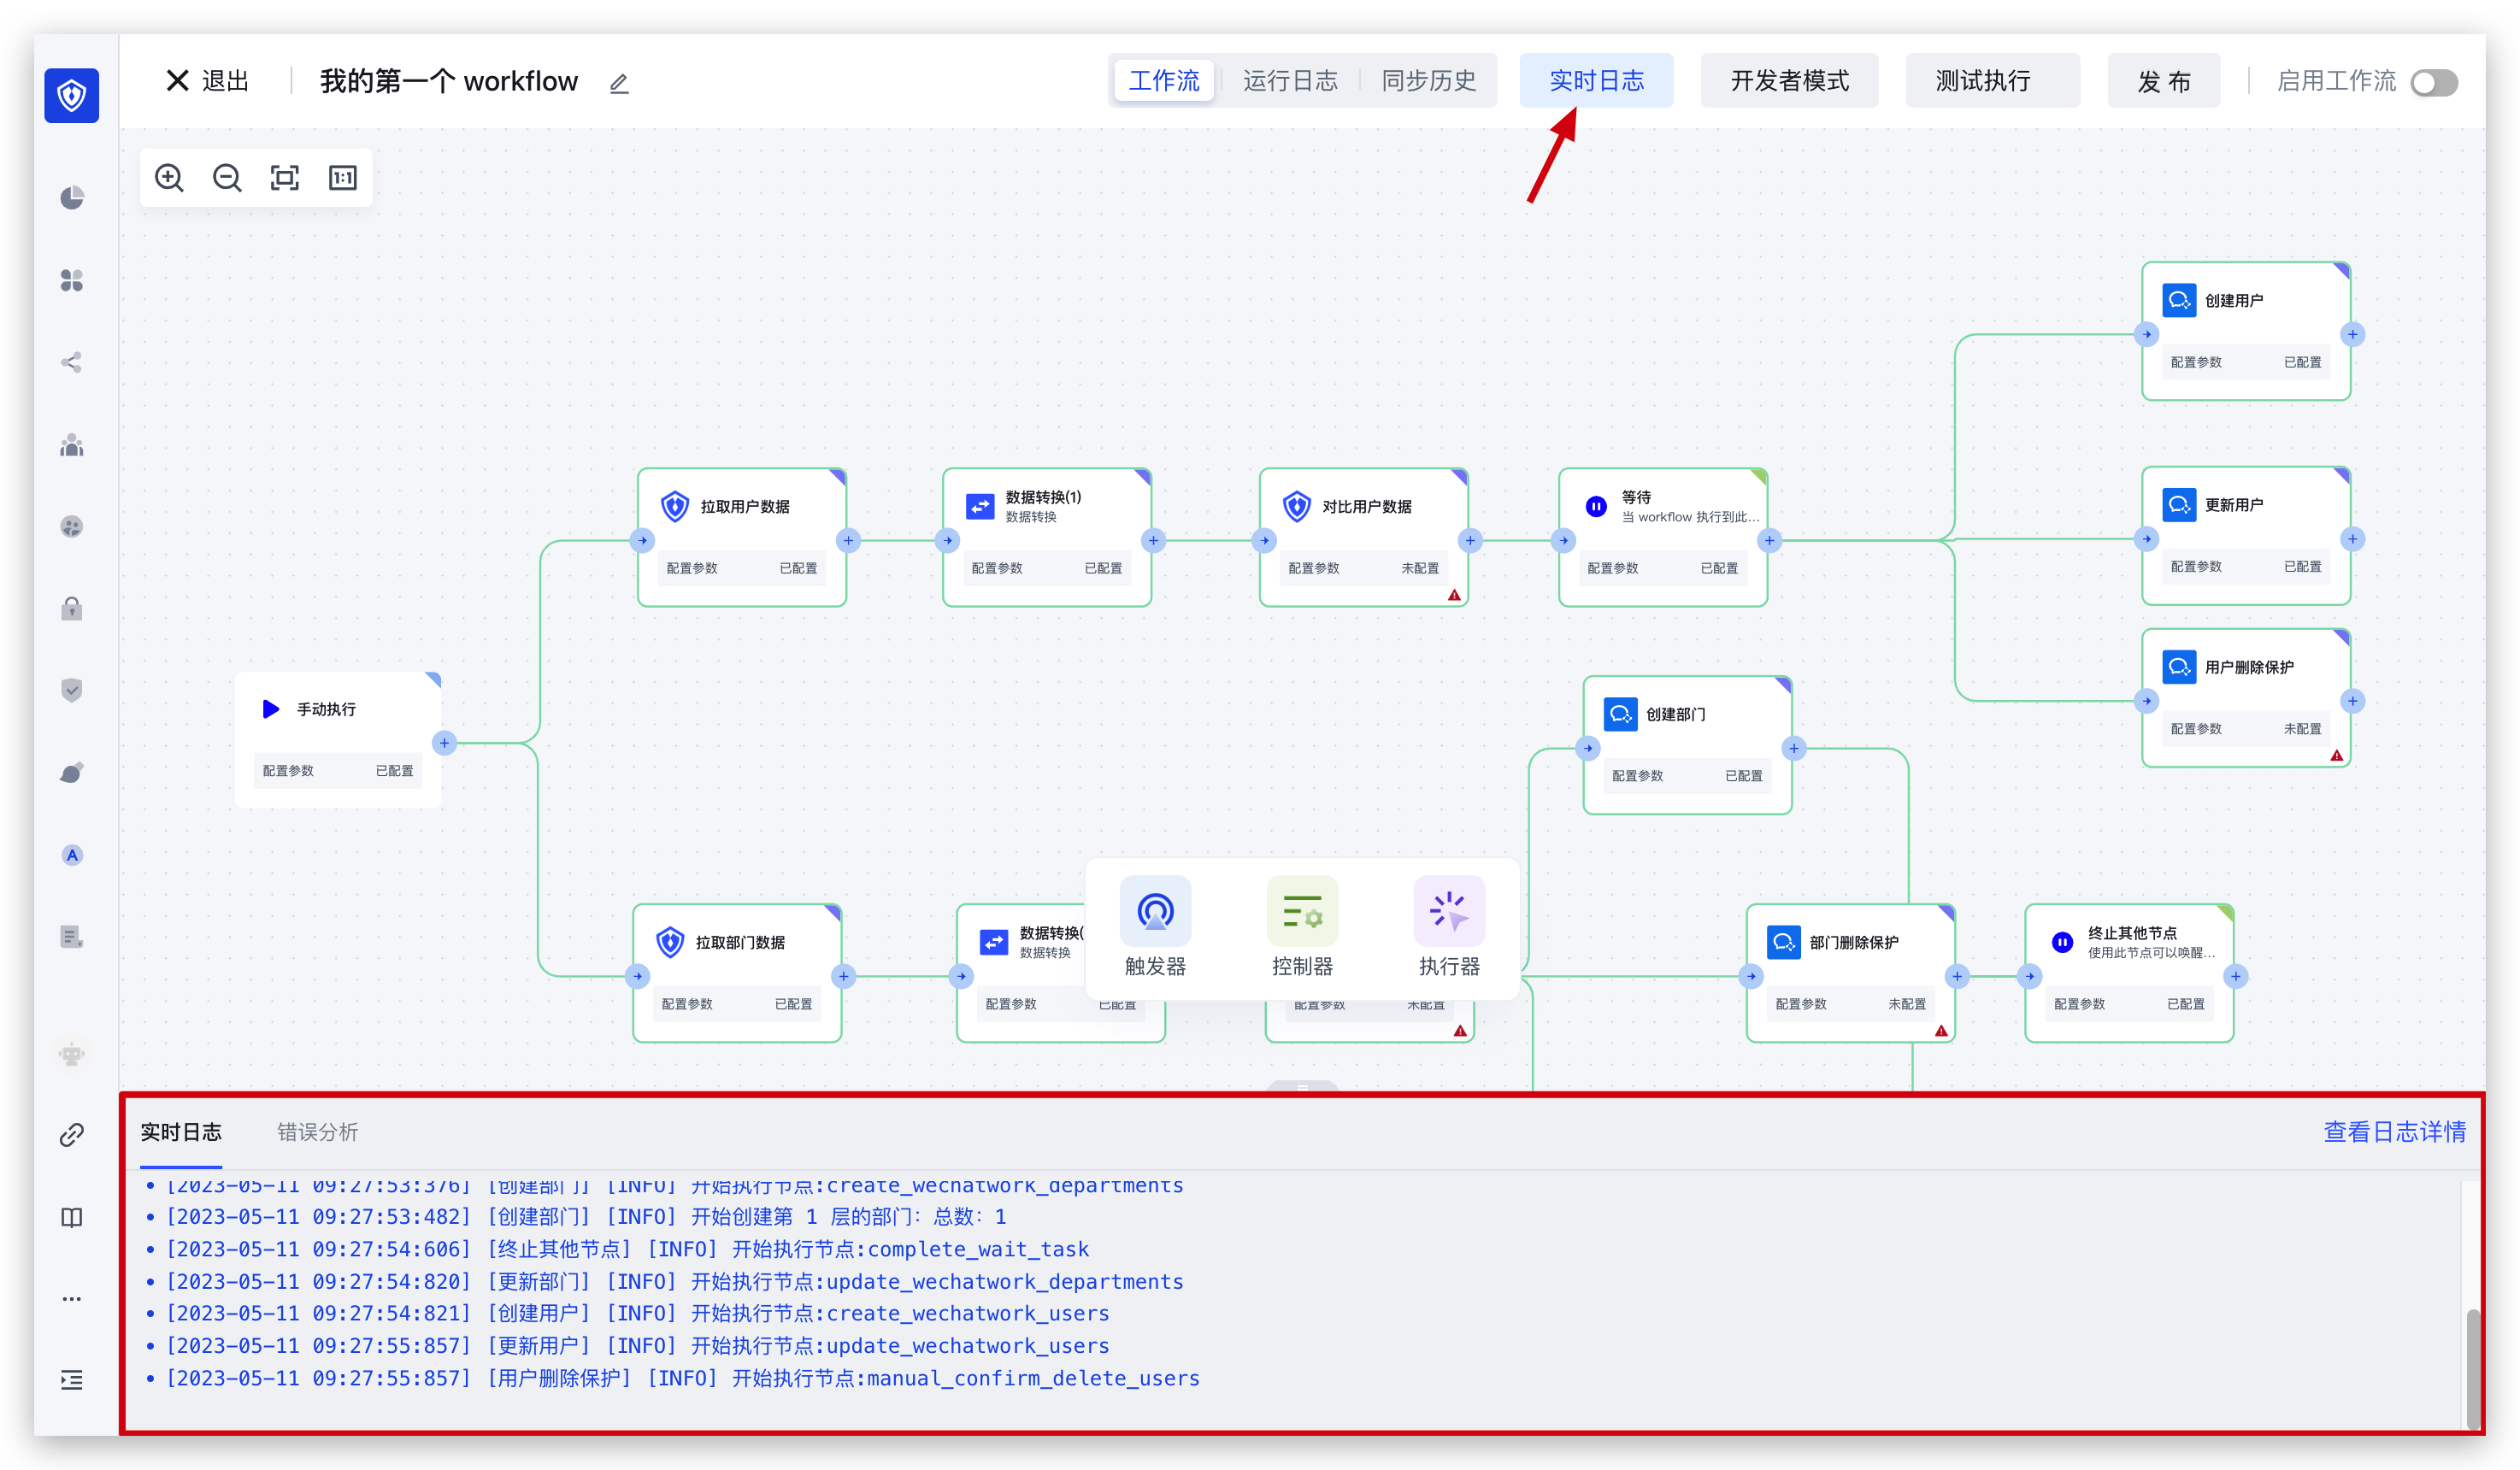 退出
我的第一个 workflow
工作流
运行日志
同步历史
实时日志
开发者模式
测试执行
发 布
启用工作流
1:1
创建用户
配置参数 已配置
拉取用户数据
配置参数 已配置
数据转换(1)
数据转换
配置参数 已配置
对比用户数据
配置参数 未配置
等待
当 workflow 执行到此...
配置参数 已配置
更新用户
配置参数 已配置
用户删除保护
配置参数 未配置
手动执行
配置参数 已配置
创建部门
配置参数 已配置
A
拉取部门数据
配置参数 已配置
数据转换(
数据转换
配置参数 已配置
触发器
控制器
执行器
配置参数 未配置
部门删除保护
配置参数 未配置
终止其他节点
使用此节点可以唤醒...
配置参数 已配置
实时日志
错误分析
查看日志详情
[2023-05-11 09:27:53:376] [创建部门] [INFO] 开始执行节点:create_wechatwork_departments
[2023-05-11 09:27:53:482] [创建部门] [INFO] 开始创建第 1 层的部门: 总数: 1
[2023-05-11 09:27:54:606] [终止其他节点] [INFO] 开始执行节点:complete_wait_task
[2023-05-11 09:27:54:820] [更新部门] [INFO] 开始执行节点:update_wechatwork_departments
[2023-05-11 09:27:54:821] [创建用户] [INFO] 开始执行节点:create_wechatwork_users
[2023-05-11 09:27:55:857] [更新用户] [INFO] 开始执行节点:update_wechatwork_users
[2023-05-11 09:27:55:857] [用户删除保护] [INFO] 开始执行节点:manual_confirm_delete_users